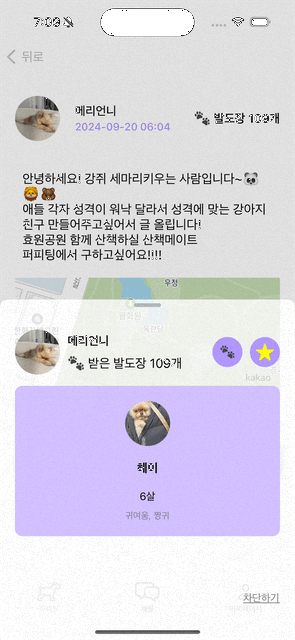 7:09
뒤로
메리언니
2024-09-20 06:04
발도장 109개
안녕하세요! 강쥐 세마리키우는 사람입니다~
애들 각자 성격이 워낙 달라서 성격에 맞는 강아지
친구 만들어주고싶어서 글 올립니다!
효원공원 함께 산책하실 산책메이트
퍼피팅에서 구하고싶어요!!!!
우정
월화원
메리언니
받은 발도장 109개
kakao
6살
귀여움, 짱귀
차단하기